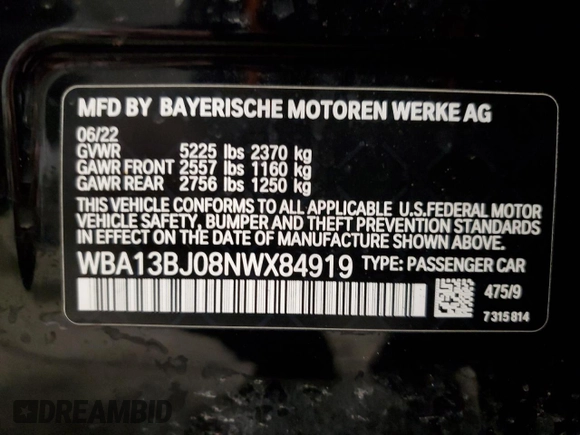 MFD BY BAYERISCHE MOTOREN WERKE AG
06/22
GVWR 5225 lbs 2370 kg
GAWR FRONT 2557 lbs 1160 kg
GAWR REAR 2756 lbs 1250 kg
THIS VEHICLE CONFORMS TO ALL APPLICABLE U.S.FEDERAL MOTOR
VEHICLE SAFETY, BUMPER AND THEFT PREVENTION STANDARDS
IN EFFECT ON THE DATE OF MANUFACTURE SHOWN ABOVE.
WBA13BJ08NWX84919 TYPE: PASSENGER CAR
475/9
7315814
DREAMBID